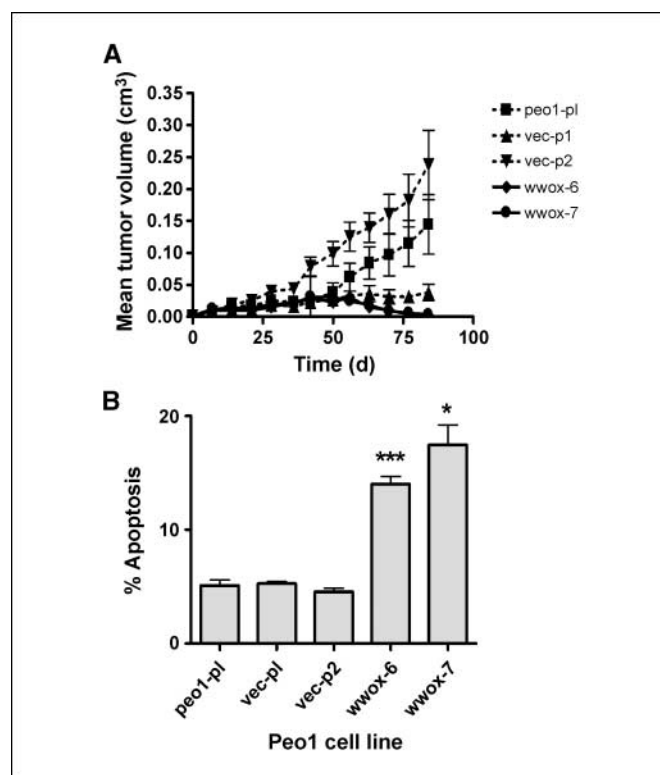 A
Mean tumor volume (cm3)
0.35
0.30
0.25
0.20
0.15
0.10
0.05
0.00
0 25 50 75 100
Time (d)
peo1-pl
vec-p1
vec-p2
wwox-6
wwox-7
B
% Apoptosis
20
10
0
***
*
peo1-pl
vec-pl
vec-p2
wwox-6
wwox-7
Peo1 cell line